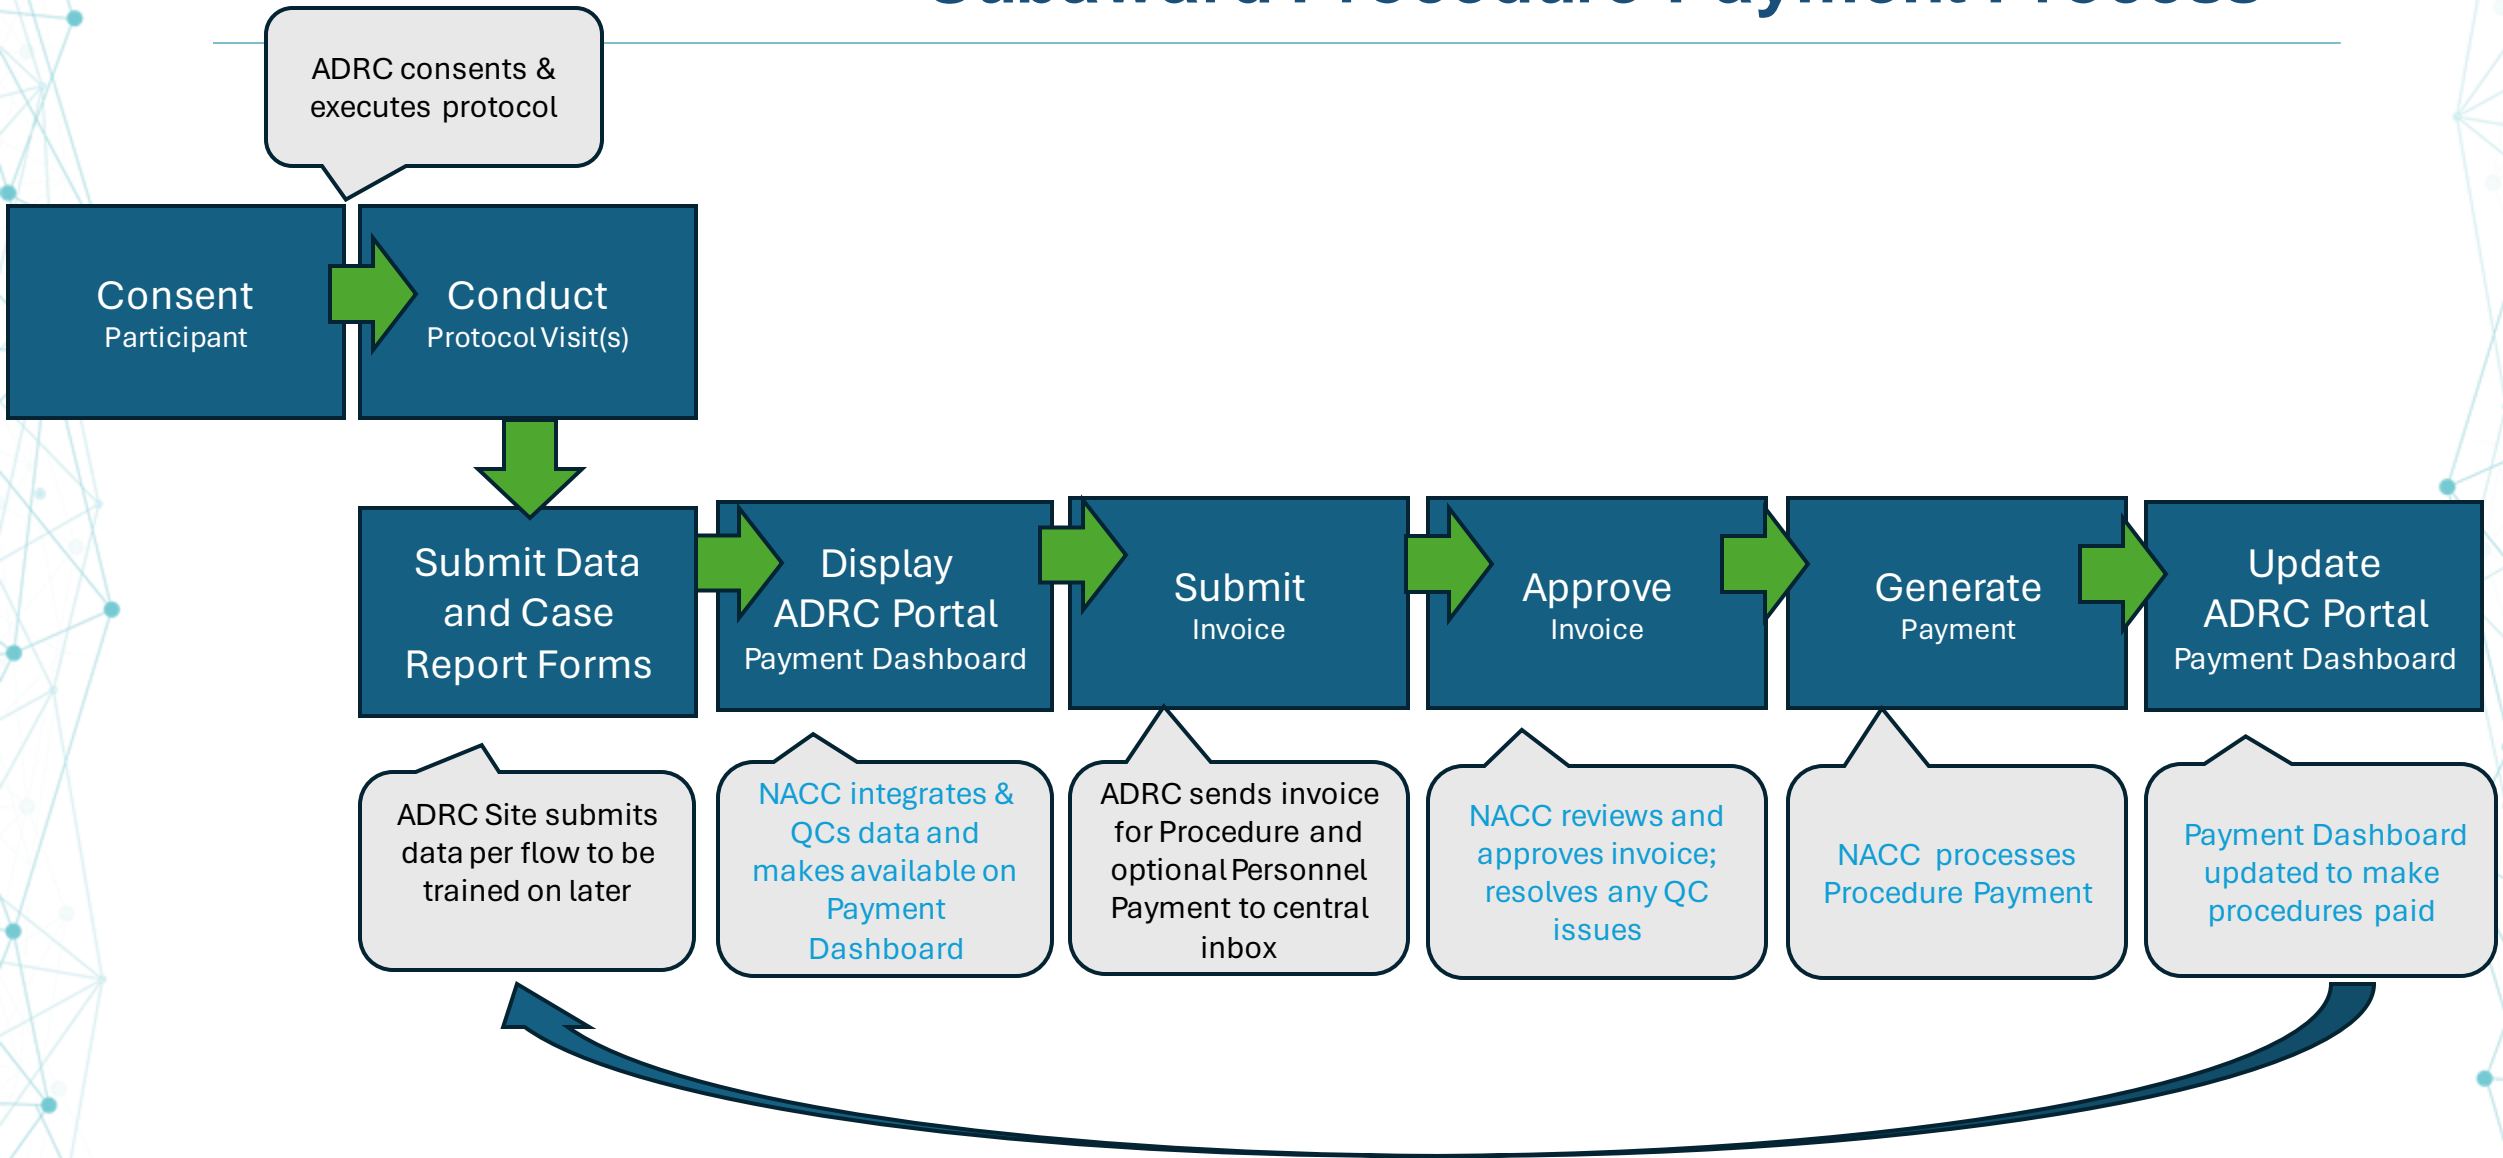 Subaward Procedure Payment Process
ADRC consents &
executes protocol
Consent
Participant
Conduct
Protocol Visit(s)
Submit Data
and Case
Report Forms
Display
ADRC Portal
Payment Dashboard
Submit
Invoice
Approve
Invoice
Generate
Payment
Update
ADRC Portal
Payment Dashboard
ADRC Site submits
data per flow to be
trained on later
NACC integrates &
QCs data and
makes available on
Payment
Dashboard
ADRC sends invoice
for Procedure and
optional Personnel
Payment to central
inbox
NACC reviews and
approves invoice;
resolves any QC
issues
NACC processes
Procedure Payment
Payment Dashboard
updated to make
procedures paid